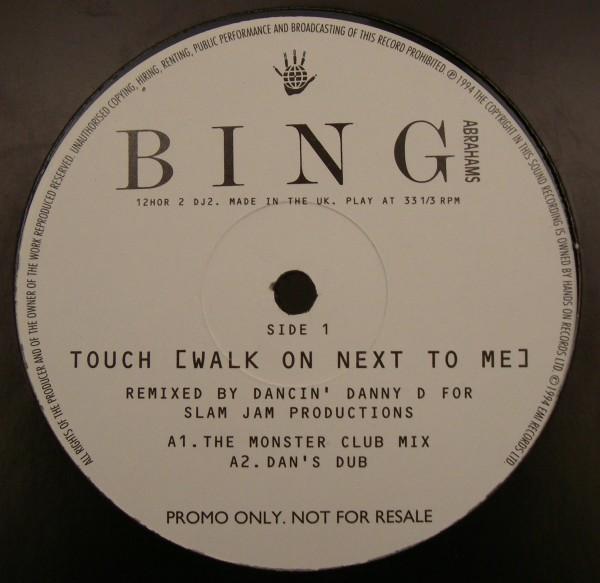 ALL RIGHTS OF THE PRODUCER AND OF THE OWNER OF THE WORK REPRODUCED RESERVED. UNAUTHORISED COPYING, HIRING, RENTING, PUBLIC PERFORMANCE AND BROADCASTING OF THIS RECORD PROHIBITED. ℗ 1994 THE COPYRIGHT IN THIS SOUND RECORDING IS OWNED BY HANDS ON RECORDS LTD. © 1994 EMI RECORDS LTD.
BING
ABRAHAMS
12HOR 2 DJ2. MADE IN THE UK. PLAY AT 33 1/3 RPM
SIDE 1
TOUCH [WALK ON NEXT TO ME]
REMIXED BY DANCIN' DANNY D FOR
SLAM JAM PRODUCTIONS
A1. THE MONSTER CLUB MIX
A2. DAN'S DUB
PROMO ONLY. NOT FOR RESALE